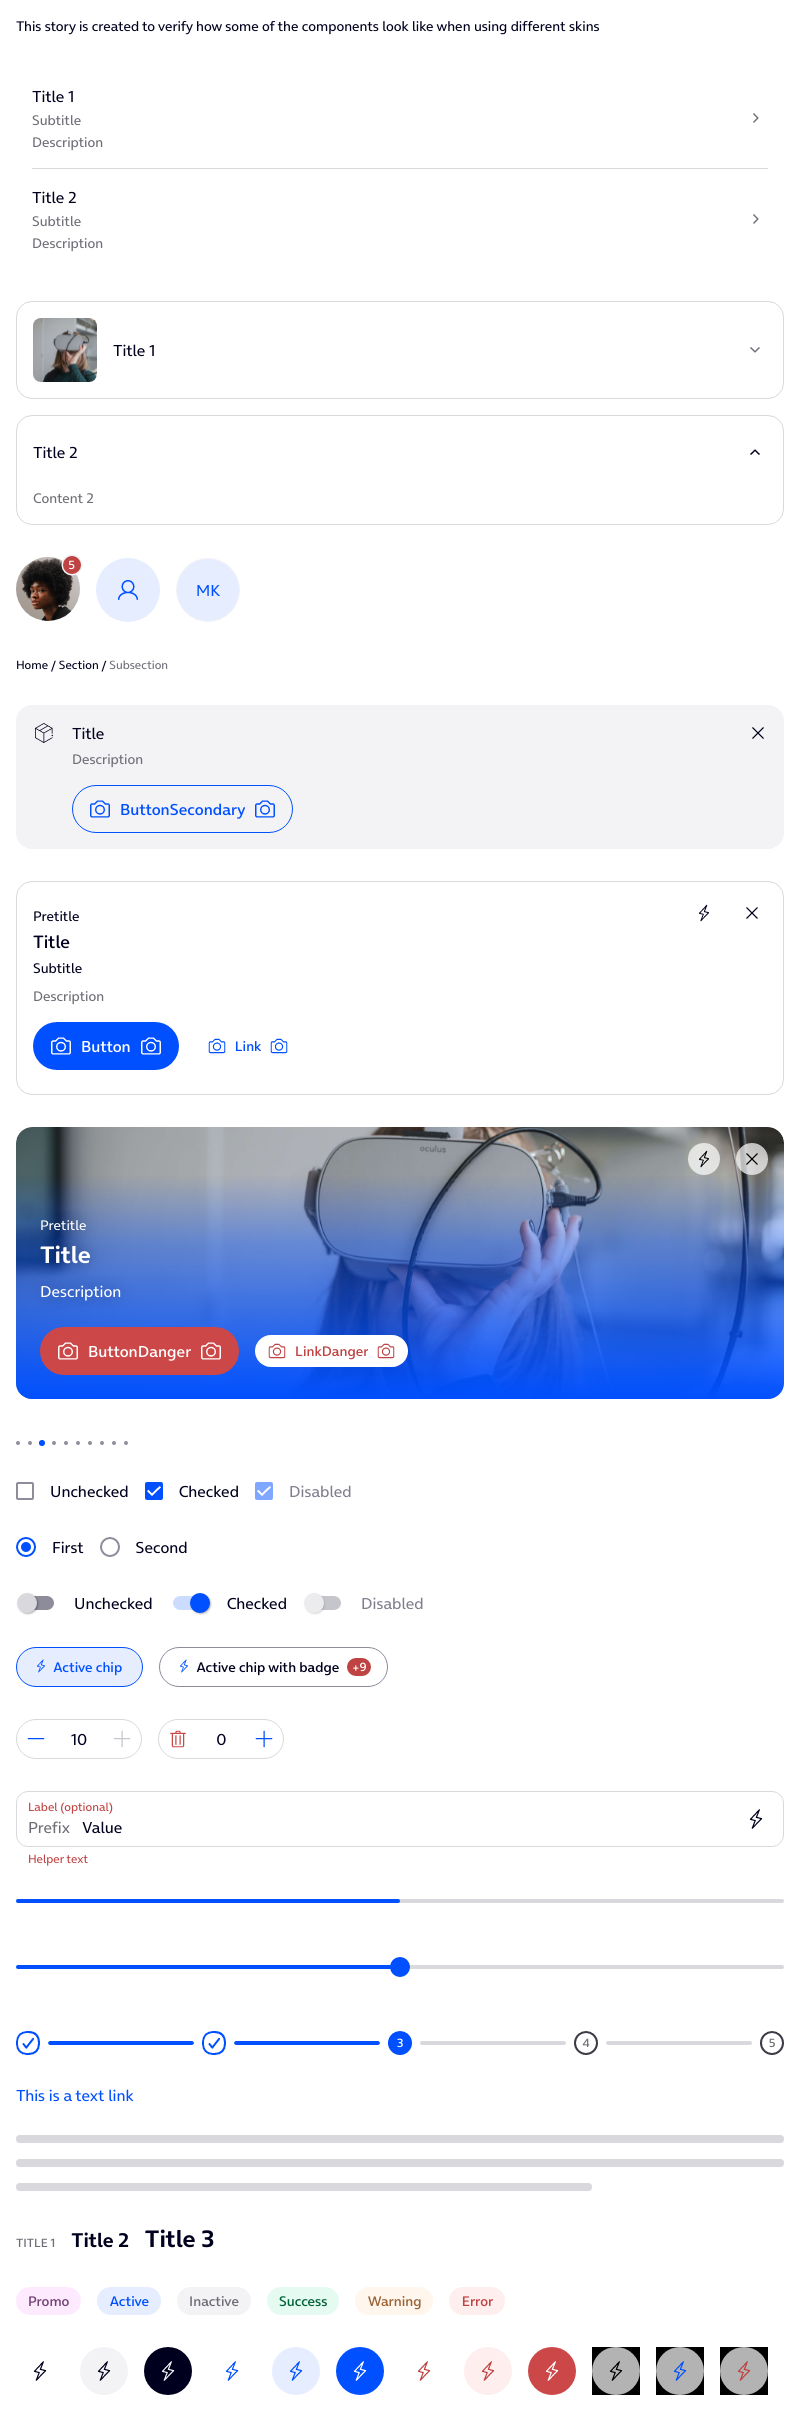 This story is created to verify how some of the components look like when using different skins
Title 1
Subtitle
Description
Title 2
Subtitle
Description
Title 1
Title 2
Content 2
5
MK
Home / Section / Subsection
Title
Description
ButtonSecondary
Pretitle
Title
Subtitle
Description
Button Link
oculus
Pretitle
Title
Description
ButtonDanger LinkDanger
Unchecked Checked Disabled
First Second
Unchecked Checked Disabled
Active chip Active chip with badge +9
10 0
Label (optional)
Prefix Value
Helper text
3 4 5
This is a text link
TITLE 1 Title 2 Title 3
Promo Active Inactive Success Warning Error